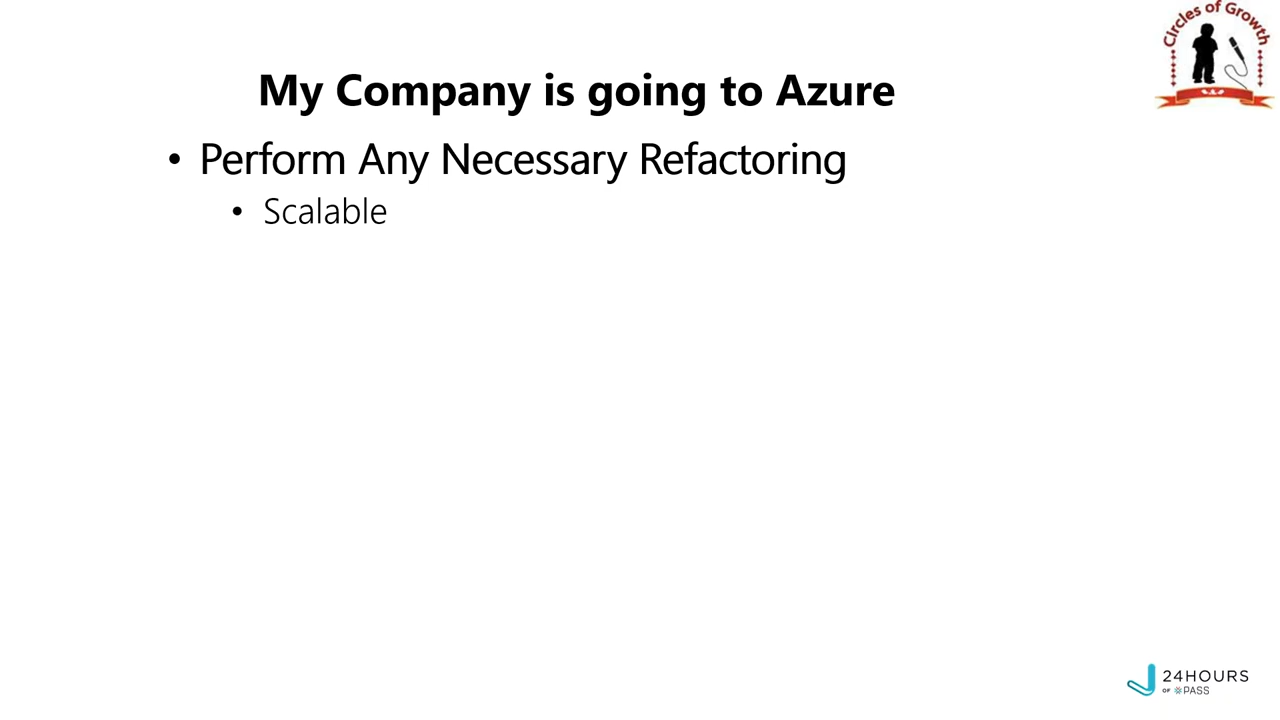 Circles of Growth
My Company is going to Azure
• Perform Any Necessary Refactoring
• Scalable
24HOURS
OF PASS